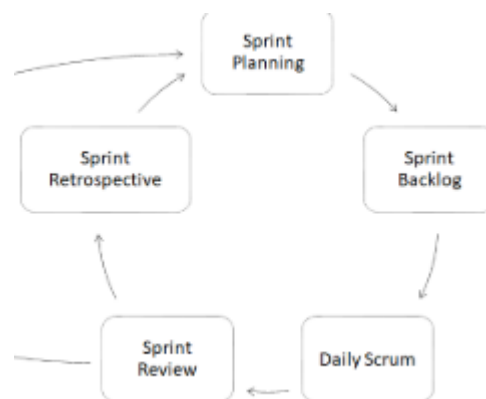 Sprint
Planning
Sprint
Retrospective
Sprint
Backlog
Sprint
Review
Daily Scrum